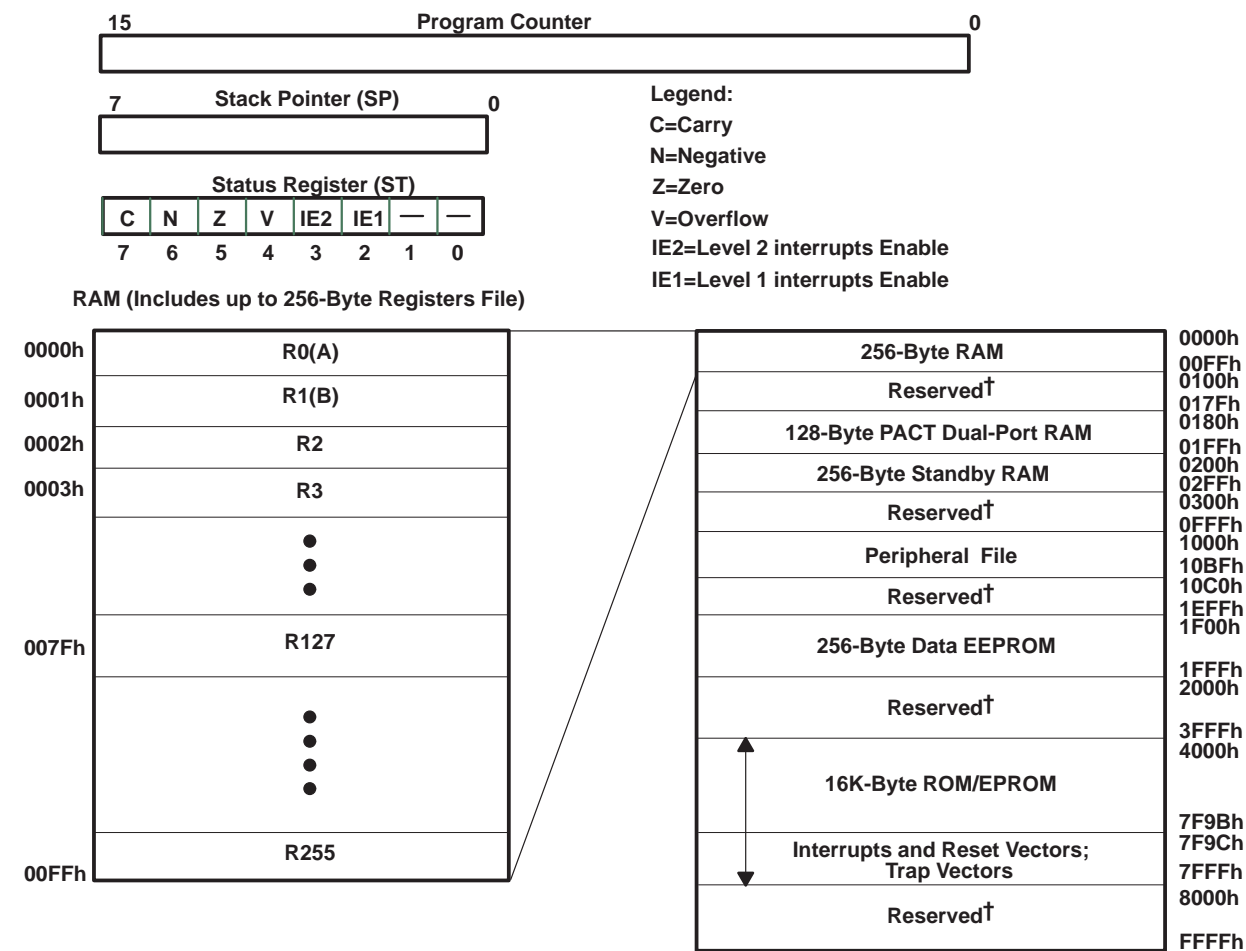 15 Program Counter 0
7 Stack Pointer (SP) 0
Legend:
C=Carry
N=Negative
Z=Zero
V=Overflow
IE2=Level 2 interrupts Enable
IE1=Level 1 interrupts Enable
Status Register (ST)
C N Z V IE2 IE1 — —
7 6 5 4 3 2 1 0
RAM (Includes up to 256-Byte Registers File)
0000h R0(A)
0001h R1(B)
0002h R2
0003h R3
007Fh R127
R255
00FFh
0000h
256-Byte RAM
00FFh
0100h
Reserved†
017Fh
0180h
128-Byte PACT Dual-Port RAM
01FFh
0200h
256-Byte Standby RAM
02FFh
0300h
Reserved†
0FFFh
1000h
Peripheral File
10BFh
10C0h
Reserved†
1EFFh
1F00h
256-Byte Data EEPROM
1FFFh
2000h
Reserved†
3FFFh
4000h
16K-Byte ROM/EPROM
7F9Bh
7F9Ch
Interrupts and Reset Vectors;
Trap Vectors
7FFFh
8000h
Reserved†
FFFFh